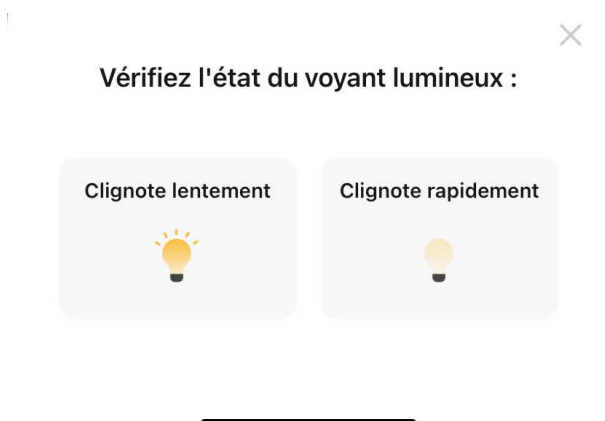 Vérifiez l'état du voyant lumineux :
Clignote lentement
Clignote rapidement